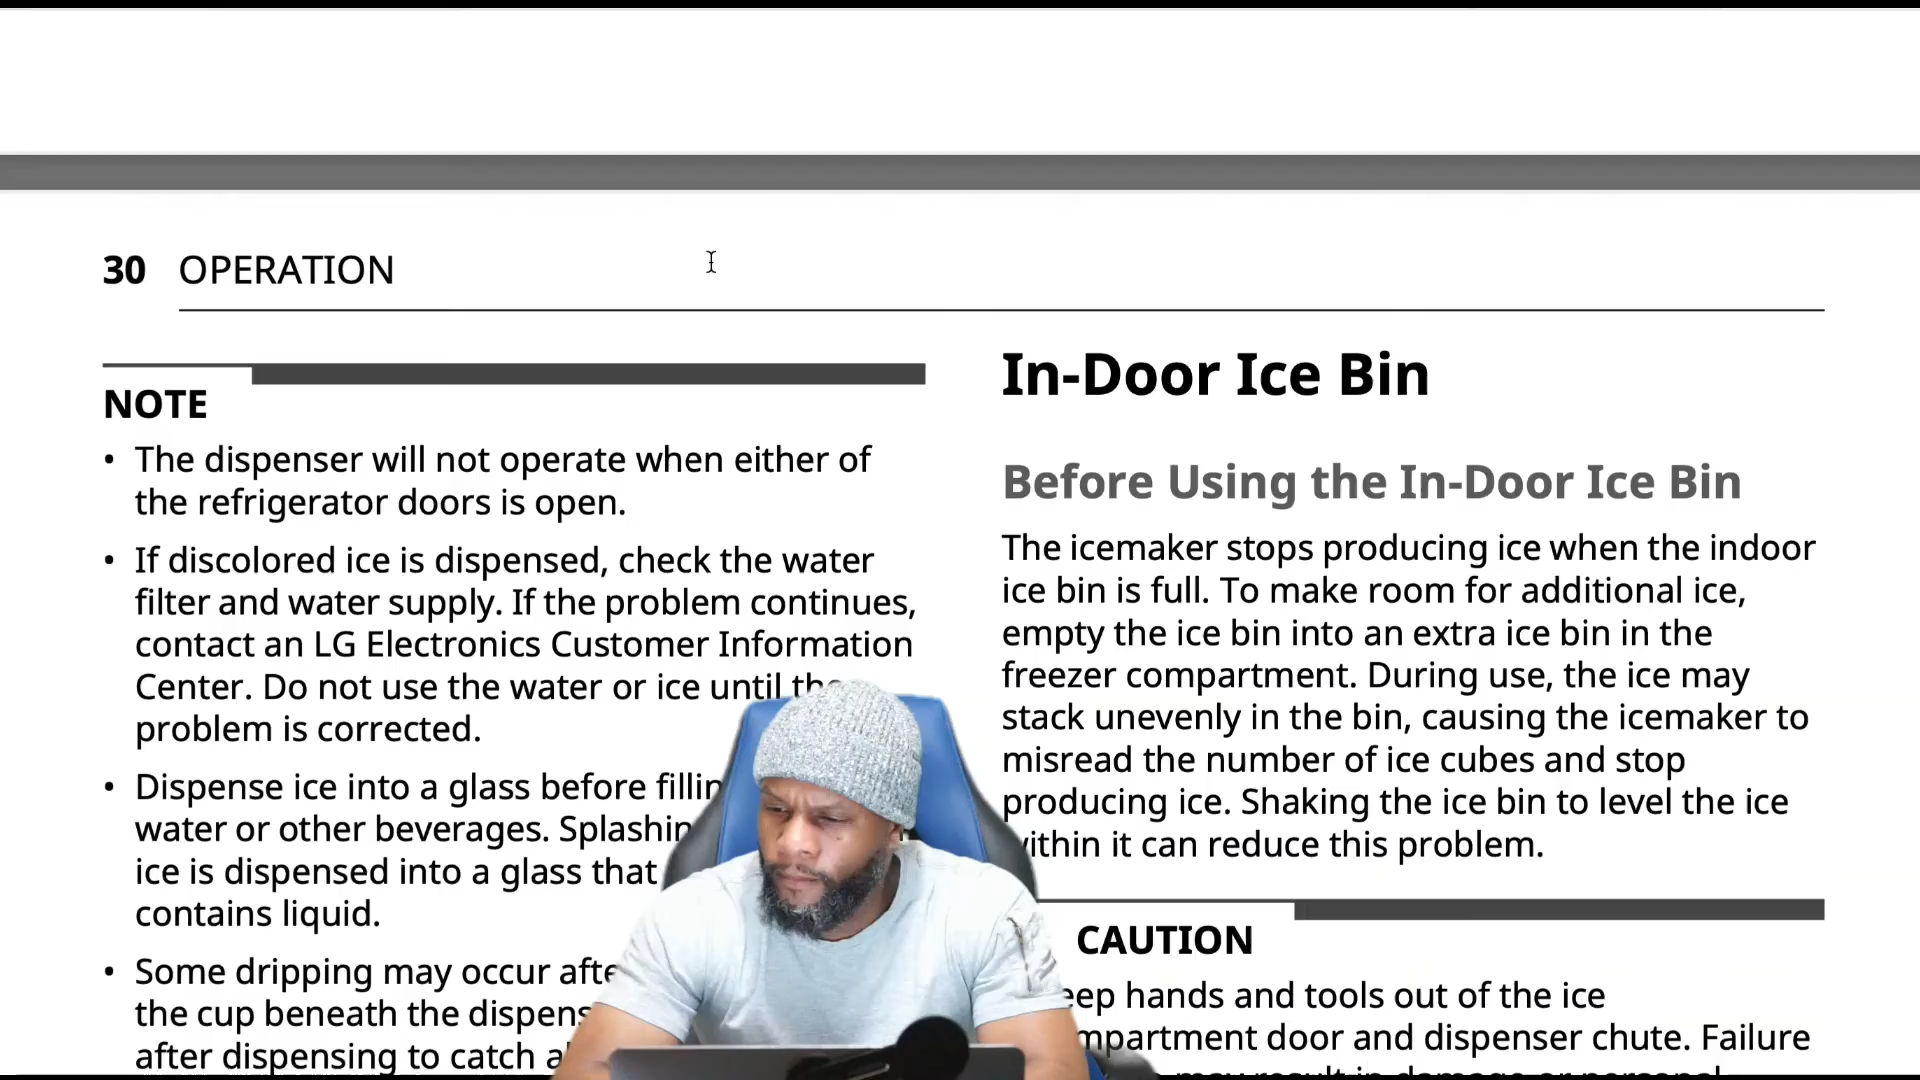 30 OPERATION
NOTE
• The dispenser will not operate when either of
the refrigerator doors is open.
• If discolored ice is dispensed, check the water
filter and water supply. If the problem continues,
contact an LG Electronics Customer Information
Center. Do not use the water or ice until the
problem is corrected.
• Dispense ice into a glass before
water or other beverages.
ice is dispensed into a glass that
contains liquid.
• Some dripping may occur
the cup beneath the
after dispensing to catch
In-Door Ice Bin
Before Using the In-Door Ice Bin
The icemaker stops producing ice when the indoor
ice bin is full. To make room for additional ice,
empty the ice bin into an extra ice bin in the
freezer compartment. During use, the ice may
stack unevenly in the bin, causing the icemaker to
misread the number of ice cubes and stop
producing ice. Shaking the ice bin to level the ice
within it can reduce this problem.
CAUTION
hands and tools out of the ice
door and dispenser chute. Failure
may result in damage or personal